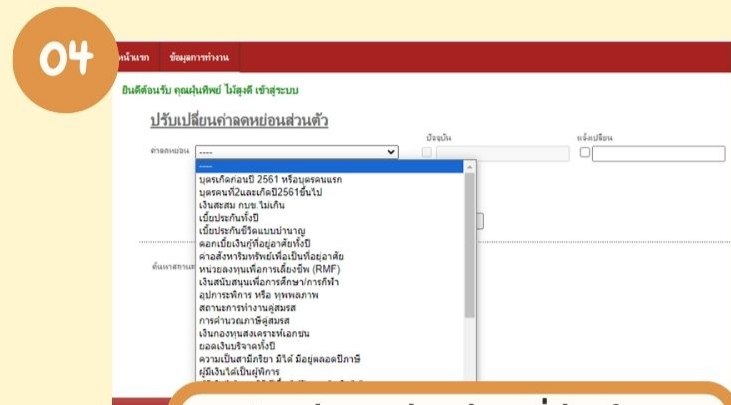 04
หน้าแรก ข้อมูลการทำงาน
ยินดีต้อนรับ คุณฝนทิพย์ ไม้สูงดี เข้าสู่ระบบ
ปรับเปลี่ยนค่าลดหย่อนส่วนตัว
ปัจจุบัน แจ้งเปลี่ยน
ค่าลดหย่อน ----
----
บุตรเกิดก่อนปี 2561 หรือบุตรคนแรก
บุตรคนที่2และเกิดปี2561ขึ้นไป
เงินสะสม กบข.ไม่เกิน
เบี้ยประกันทั้งปี
เบี้ยประกันชีวิตแบบบำนาญ
ดอกเบี้ยเงินกู้ที่อยู่อาศัยทั้งปี
ค่าอสังหาริมทรัพย์เพื่อเป็นที่อยู่อาศัย
หน่วยลงทุนเพื่อการเลี้ยงชีพ (RMF)
เงินสนับสนุนเพื่อการศึกษา/การกีฬา
อุปการะพิการ หรือ ทุพพลภาพ
สถานะการทำงานคู่สมรส
การคำนวณภาษีคู่สมรส
เงินกองทุนสงเคราะห์เอกชน
ยอดเงินบริจาคทั้งปี
ความเป็นสามีภริยา มิได้ มีอยู่ตลอดปีภาษี
ผู้มีเงินได้เป็นผู้พิการ